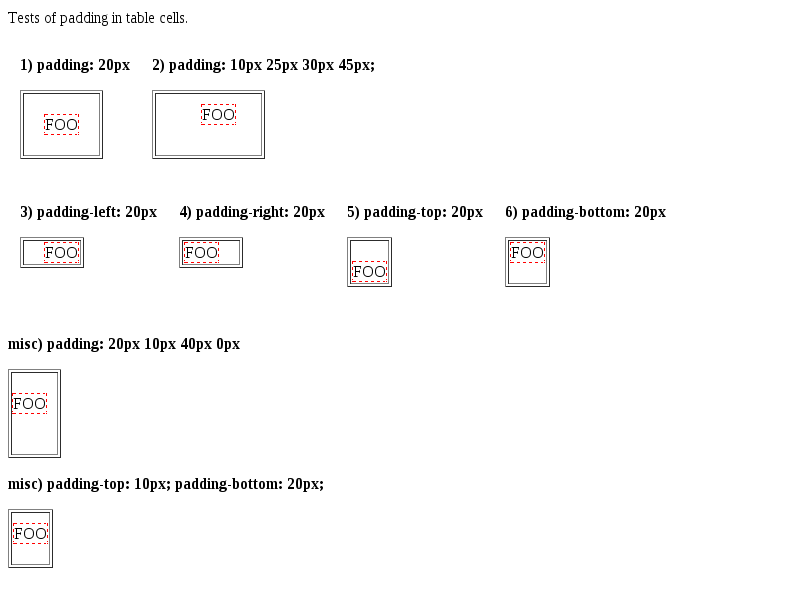 Tests of padding in table cells.
1) padding: 20px 2) padding: 10px 25px 30px 45px;
FOO FOO
3) padding-left: 20px 4) padding-right: 20px 5) padding-top: 20px 6) padding-bottom: 20px
FOO FOO FOO FOO
misc) padding: 20px 10px 40px 0px
FOO
misc) padding-top: 10px; padding-bottom: 20px;
FOO